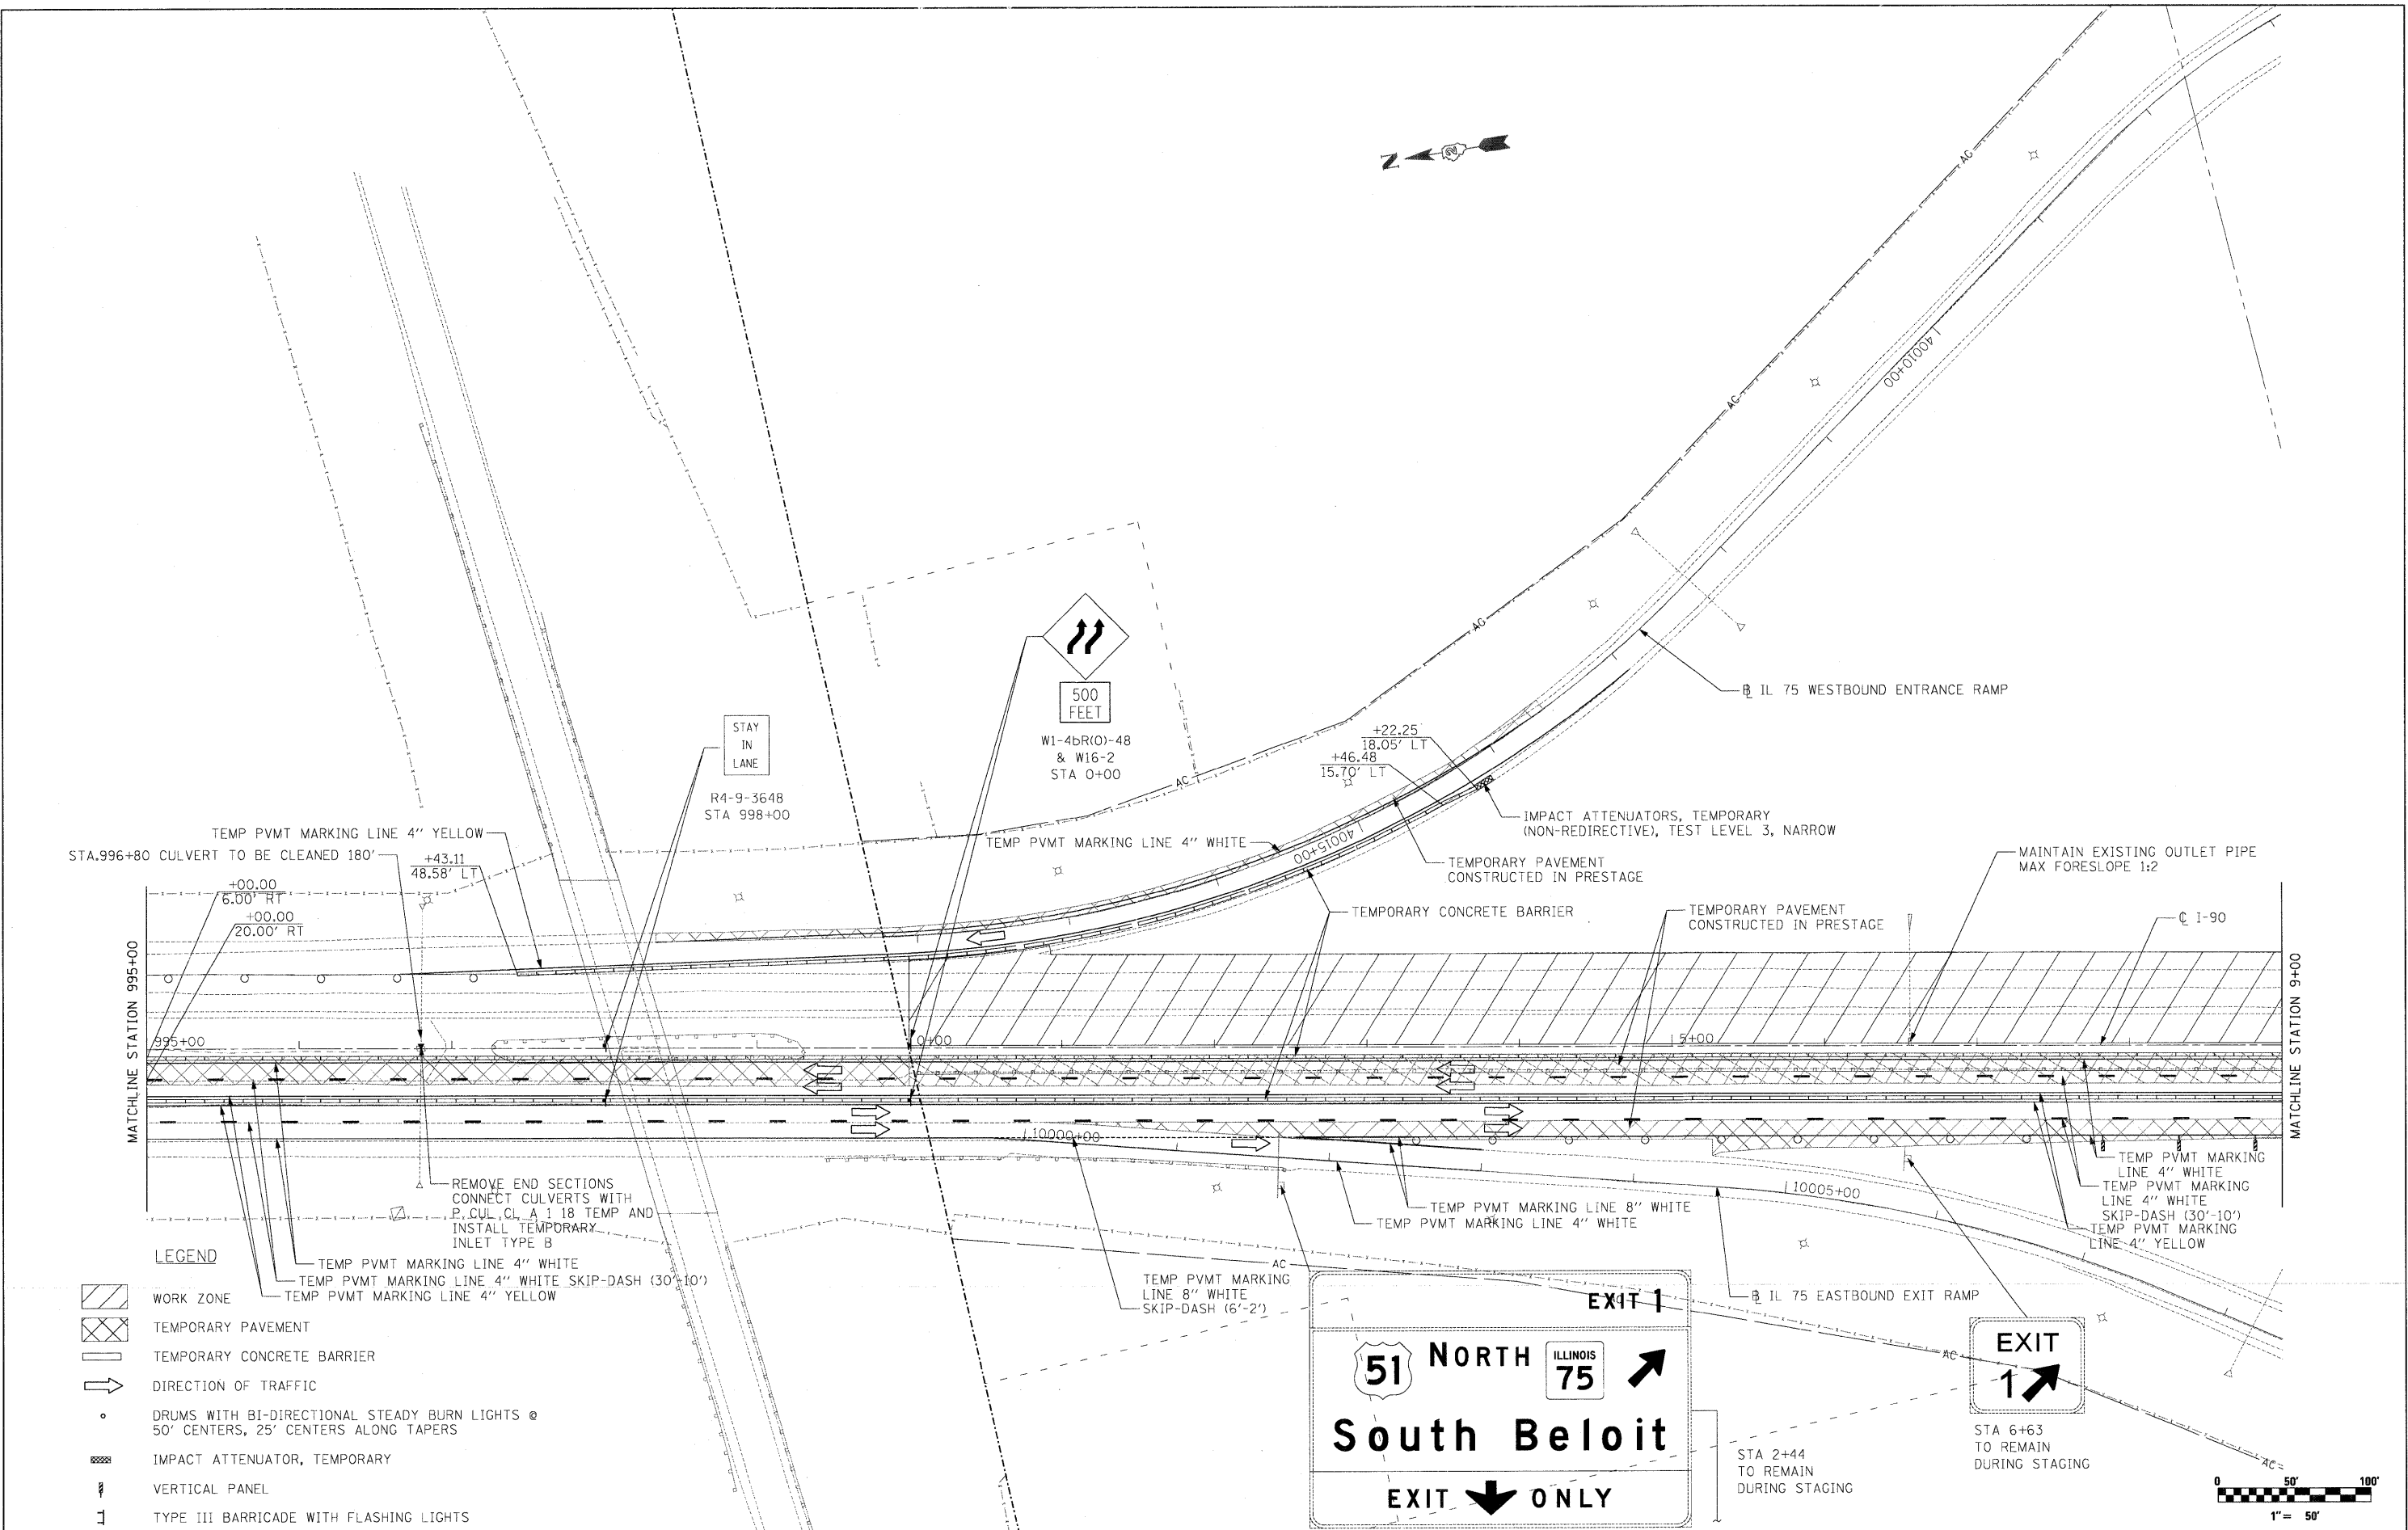 N
AC
AC
40010+00
AC
500
FEET
W1-4bR(O)-48
& W16-2
STA 0+00
STAY
IN
LANE
R4-9-3648
STA 998+00
AC
℄ IL 75 WESTBOUND ENTRANCE RAMP
+22.25
18.05' LT
+46.48
15.70' LT
IMPACT ATTENUATORS, TEMPORARY
(NON-REDIRECTIVE), TEST LEVEL 3, NARROW
TEMP PVMT MARKING LINE 4" YELLOW
STA.996+80 CULVERT TO BE CLEANED 180'
+43.11
48.58' LT
+00.00
6.00' RT
+00.00
20.00' RT
TEMP PVMT MARKING LINE 4" WHITE
40015+00
TEMPORARY PAVEMENT
CONSTRUCTED IN PRESTAGE
TEMPORARY CONCRETE BARRIER
TEMPORARY PAVEMENT
CONSTRUCTED IN PRESTAGE
MAINTAIN EXISTING OUTLET PIPE
MAX FORESLOPE 1:2
℄ I-90
MATCHLINE STATION 995+00
995+00
0+00
5+00
MATCHLINE STATION 9+00
10000+00
10005+00
REMOVE END SECTIONS
CONNECT CULVERTS WITH
P CUL CL A 1 18 TEMP AND
INSTALL TEMPORARY
INLET TYPE B
TEMP PVMT MARKING LINE 8" WHITE
TEMP PVMT MARKING LINE 4" WHITE
TEMP PVMT MARKING
LINE 4" WHITE
TEMP PVMT MARKING
LINE 4" WHITE
SKIP-DASH (30'-10')
TEMP PVMT MARKING
LINE 4" YELLOW
TEMP PVMT MARKING LINE 4" WHITE
TEMP PVMT MARKING LINE 4" WHITE SKIP-DASH (30'-10')
TEMP PVMT MARKING LINE 4" YELLOW
AC
TEMP PVMT MARKING
LINE 8" WHITE
SKIP-DASH (6'-2')
℄ IL 75 EASTBOUND EXIT RAMP
AC
AC
AC
LEGEND
WORK ZONE
TEMPORARY PAVEMENT
TEMPORARY CONCRETE BARRIER
DIRECTION OF TRAFFIC
DRUMS WITH BI-DIRECTIONAL STEADY BURN LIGHTS @
50' CENTERS, 25' CENTERS ALONG TAPERS
IMPACT ATTENUATOR, TEMPORARY
VERTICAL PANEL
TYPE III BARRICADE WITH FLASHING LIGHTS
EXIT 1
51 NORTH ILLINOIS 75
South Beloit
EXIT ONLY
STA 2+44
TO REMAIN
DURING STAGING
EXIT
1
STA 6+63
TO REMAIN
DURING STAGING
0 50' 100'
1"= 50'